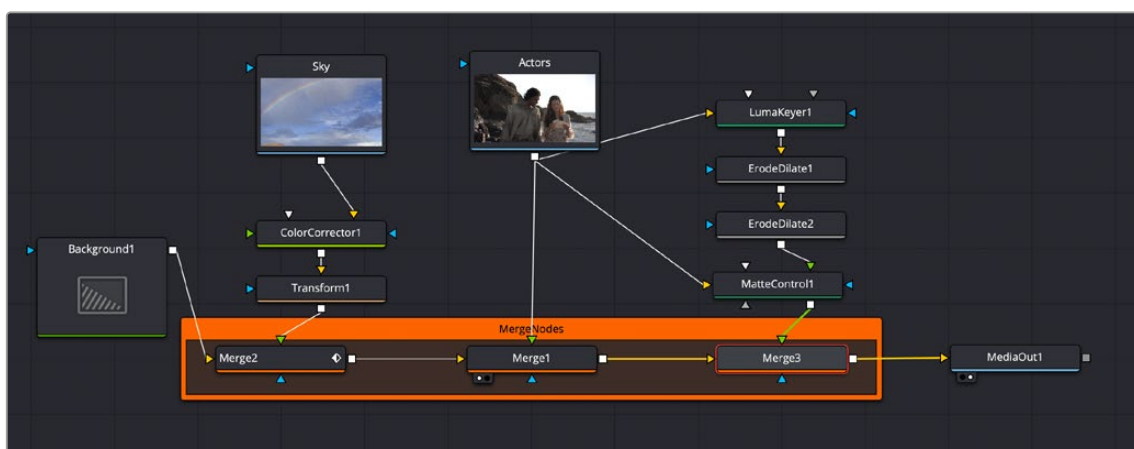 Sky
Actors
LumaKeyer1
ErodeDilate1
ErodeDilate2
Background1
ColorCorrector1
Transform1
MatteControl1
MergeNodes
Merge2
Merge1
Merge3
MediaOut1